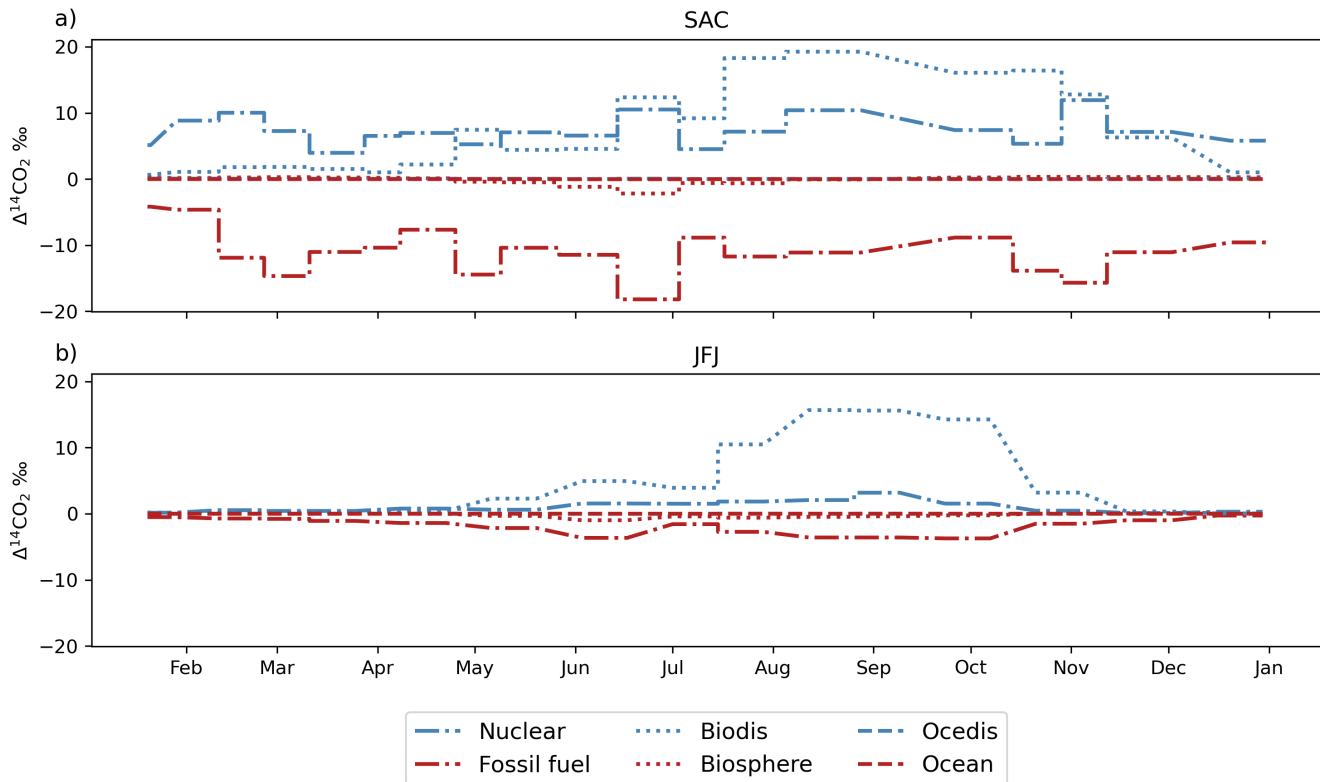 a)
SAC
20
10
0
−10
−20
Δ¹⁴CO₂ ‰
b)
JFJ
20
10
0
−10
−20
Δ¹⁴CO₂ ‰
Feb Mar Apr May Jun Jul Aug Sep Oct Nov Dec Jan
Nuclear Biodis Ocedis
Fossil fuel Biosphere Ocean